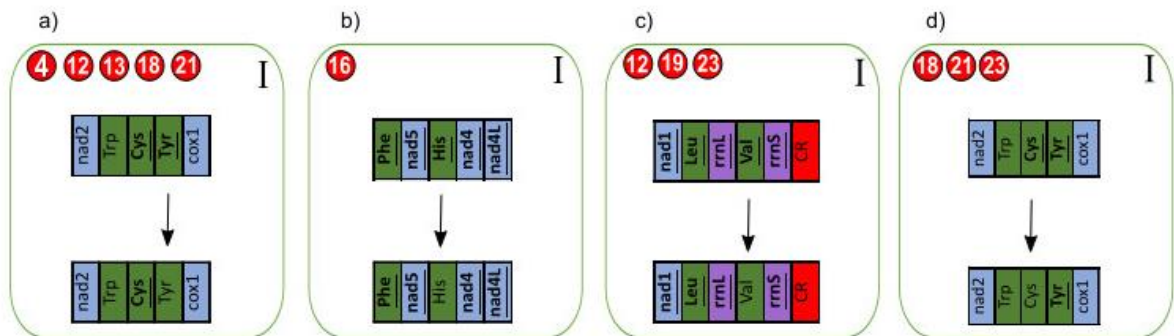 a)
4 12 13 18 21 I
nad2 Trp Cys Tyr cox1
nad2 Trp Cys Tyr cox1
b)
16 I
Phe nad5 His nad4 nad4L
Phe nad5 His nad4 nad4L
c)
12 19 23 I
nad1 Leu rrnL Val rrnS CR
nad1 Leu rrnL Val rrnS CR
d)
18 21 23 I
nad2 Trp Cys Tyr cox1
nad2 Trp Cys Tyr cox1